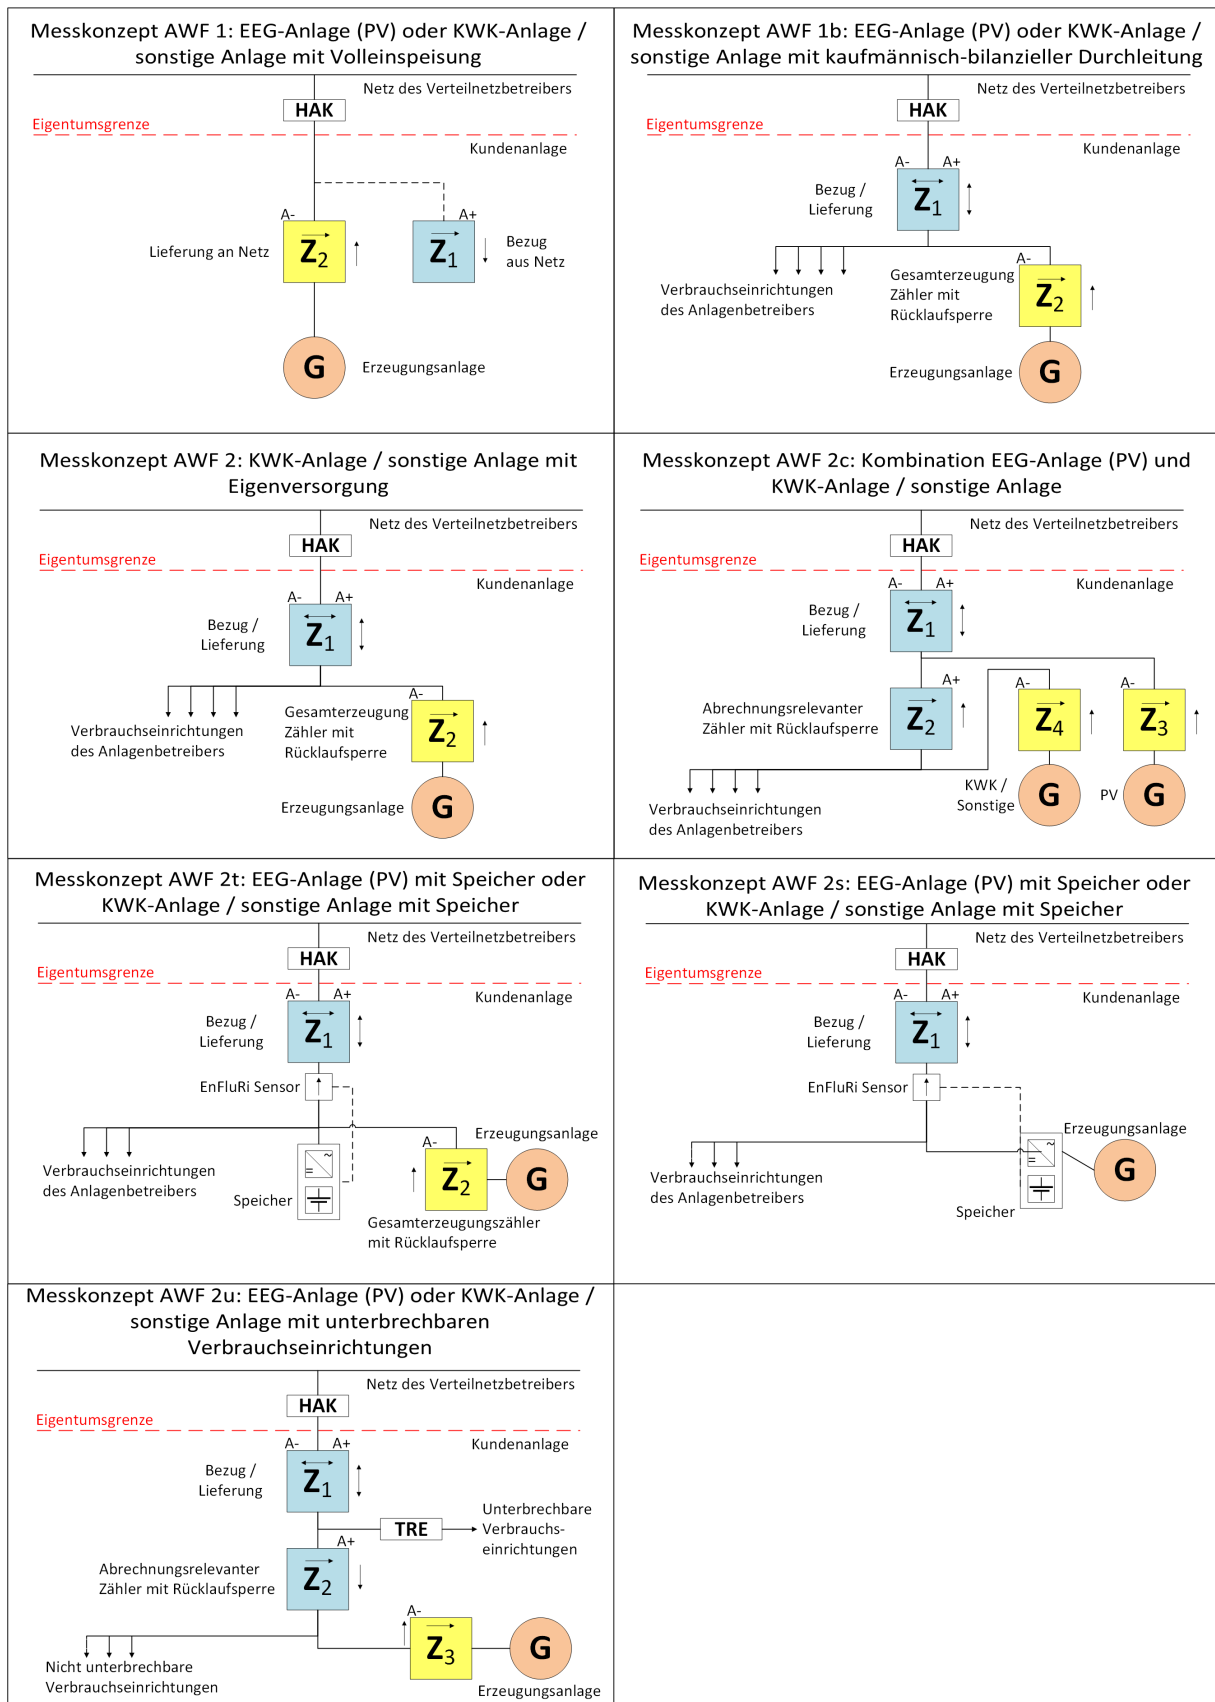 Messkonzept AWF 1: EEG-Anlage (PV) oder KWK-Anlage /
sonstige Anlage mit Volleinspeisung
Netz des Verteilnetzbetreibers
HAK
Eigentumsgrenze
Kundenanlage
A-
A+
Lieferung an Netz
Z2
Z1
Bezug
aus Netz
G
Erzeugungsanlage
Messkonzept AWF 1b: EEG-Anlage (PV) oder KWK-Anlage /
sonstige Anlage mit kaufmännisch-bilanzieller Durchleitung
Netz des Verteilnetzbetreibers
HAK
Eigentumsgrenze
Kundenanlage
A-
A+
Bezug /
Lieferung
Z1
Verbrauchseinrichtungen
des Anlagenbetreibers
Gesamterzeugung
Zähler mit
Rücklaufsperre
A-
Z2
Erzeugungsanlage
G
Messkonzept AWF 2: KWK-Anlage / sonstige Anlage mit
Eigenversorgung
Netz des Verteilnetzbetreibers
HAK
Eigentumsgrenze
Kundenanlage
A-
A+
Bezug /
Lieferung
Z1
Verbrauchseinrichtungen
des Anlagenbetreibers
Gesamterzeugung
Zähler mit
Rücklaufsperre
A-
Z2
Erzeugungsanlage
G
Messkonzept AWF 2c: Kombination EEG-Anlage (PV) und
KWK-Anlage / sonstige Anlage
Netz des Verteilnetzbetreibers
HAK
Eigentumsgrenze
Kundenanlage
A-
A+
Bezug /
Lieferung
Z1
A+
Abrechnungsrelevanter
Zähler mit Rücklaufsperre
Z2
A-
Z4
A-
Z3
KWK /
Sonstige
G
PV
G
Verbrauchseinrichtungen
des Anlagenbetreibers
Messkonzept AWF 2t: EEG-Anlage (PV) mit Speicher oder
KWK-Anlage / sonstige Anlage mit Speicher
Netz des Verteilnetzbetreibers
HAK
Eigentumsgrenze
Kundenanlage
A-
A+
Bezug /
Lieferung
Z1
EnFluRi Sensor
Verbrauchseinrichtungen
des Anlagenbetreibers
Speicher
A-
Z2
Erzeugungsanlage
G
Gesamterzeugungszähler
mit Rücklaufsperre
Messkonzept AWF 2s: EEG-Anlage (PV) mit Speicher oder
KWK-Anlage / sonstige Anlage mit Speicher
Netz des Verteilnetzbetreibers
HAK
Eigentumsgrenze
Kundenanlage
A-
A+
Bezug /
Lieferung
Z1
EnFluRi Sensor
Verbrauchseinrichtungen
des Anlagenbetreibers
Erzeugungsanlage
G
Speicher
Messkonzept AWF 2u: EEG-Anlage (PV) oder KWK-Anlage /
sonstige Anlage mit unterbrechbaren
Verbrauchseinrichtungen
Netz des Verteilnetzbetreibers
HAK
Eigentumsgrenze
Kundenanlage
A-
A+
Bezug /
Lieferung
Z1
TRE
Unterbrechbare
Verbrauchs-
einrichtungen
A+
Abrechnungsrelevanter
Zähler mit Rücklaufsperre
Z2
A-
Z3
G
Nicht unterbrechbare
Verbrauchseinrichtungen
Erzeugungsanlage